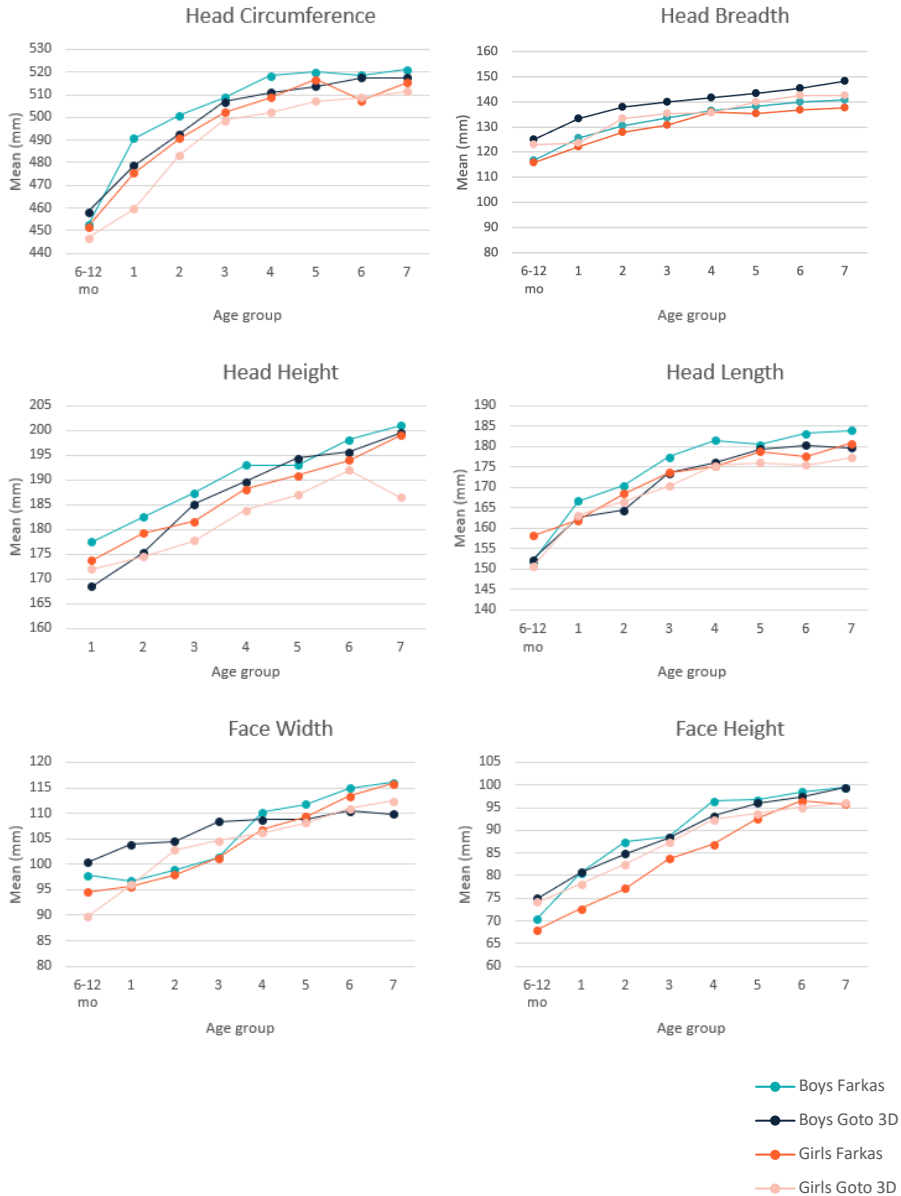 Head Circumference
Mean (mm)
530
520
510
500
490
480
470
460
450
440
6-12 mo 1 2 3 4 5 6 7
Age group
Head Breadth
Mean (mm)
160
150
140
130
120
110
100
90
80
6-12 mo 1 2 3 4 5 6 7
Age group
Head Height
Mean (mm)
205
200
195
190
185
180
175
170
165
160
1 2 3 4 5 6 7
Age group
Head Length
Mean (mm)
190
185
180
175
170
165
160
155
150
145
140
6-12 mo 1 2 3 4 5 6 7
Age group
Face Width
Mean (mm)
120
115
110
105
100
95
90
85
80
6-12 mo 1 2 3 4 5 6 7
Age group
Face Height
Mean (mm)
105
100
95
90
85
80
75
70
65
60
6-12 mo 1 2 3 4 5 6 7
Age group
Boys Farkas
Boys Goto 3D
Girls Farkas
Girls Goto 3D